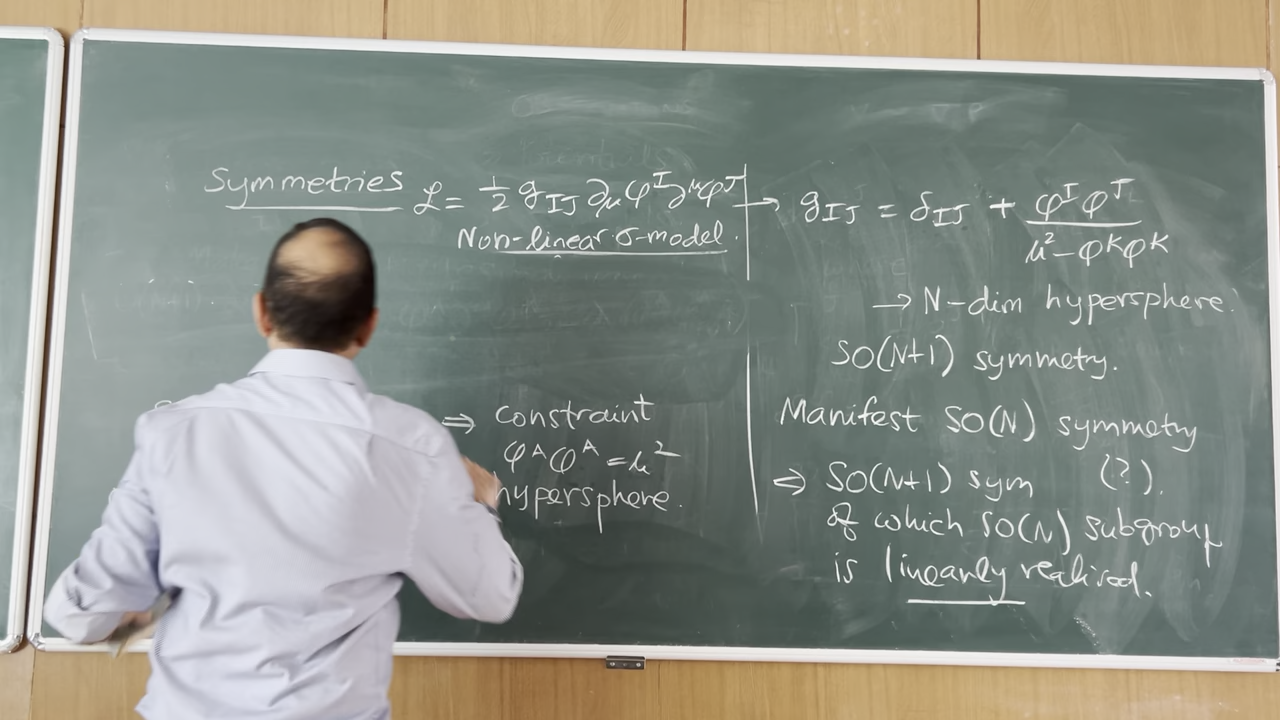 Symmetries ℒ = 1/2 g_IJ ∂_μ φ^I ∂^μ φ^J → g_IJ = δ_IJ + φ^I φ^J / (μ² - φ^K φ^K)
Non-linear σ-model.
→ N-dim hypersphere.
SO(N+1) symmetry.
⇒ constraint
φ^A φ^A = μ²
hypersphere.
Manifest SO(N) symmetry
⇒ SO(N+1) sym (?).
of which SO(N) subgroup
is linearly realised.